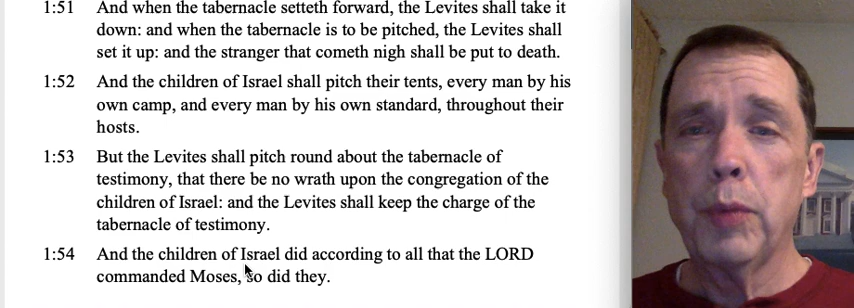 1:51 And when the tabernacle setteth forward, the Levites shall take it
down: and when the tabernacle is to be pitched, the Levites shall
set it up: and the stranger that cometh nigh shall be put to death.
1:52 And the children of Israel shall pitch their tents, every man by his
own camp, and every man by his own standard, throughout their
hosts.
1:53 But the Levites shall pitch round about the tabernacle of
testimony, that there be no wrath upon the congregation of the
children of Israel: and the Levites shall keep the charge of the
tabernacle of testimony.
1:54 And the children of Israel did according to all that the LORD
commanded Moses, so did they.